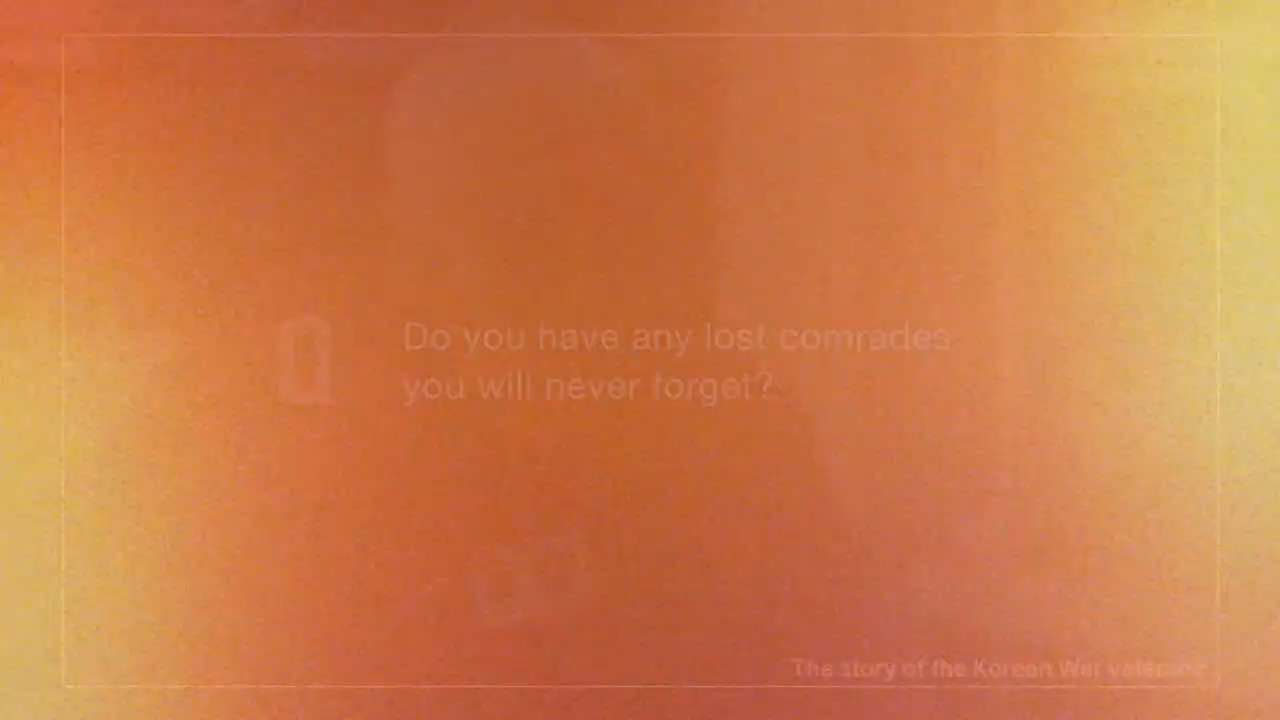 Q
Do you have any lost comrades
you will never forget?
The story of the Korean War veterans